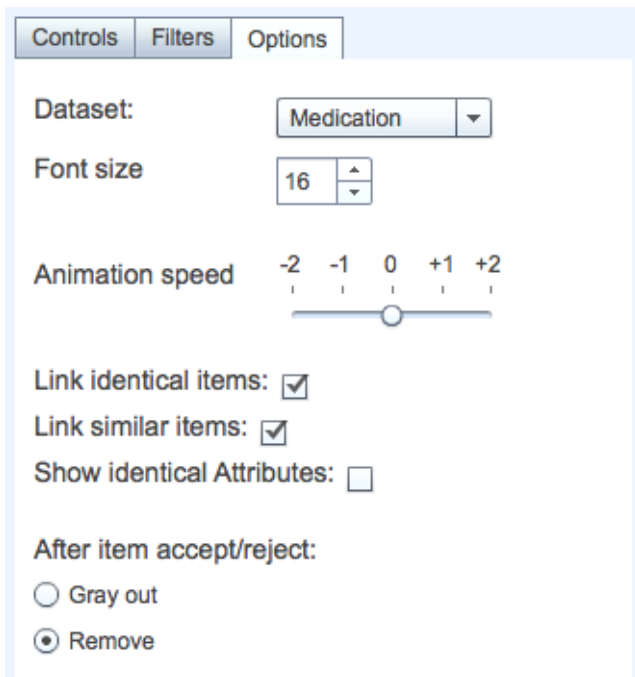 Controls Filters Options
Dataset: Medication
Font size 16
-2 -1 0 +1 +2
Animation speed
Link identical items:
Link similar items:
Show identical Attributes:
After item accept/reject:
Gray out
Remove